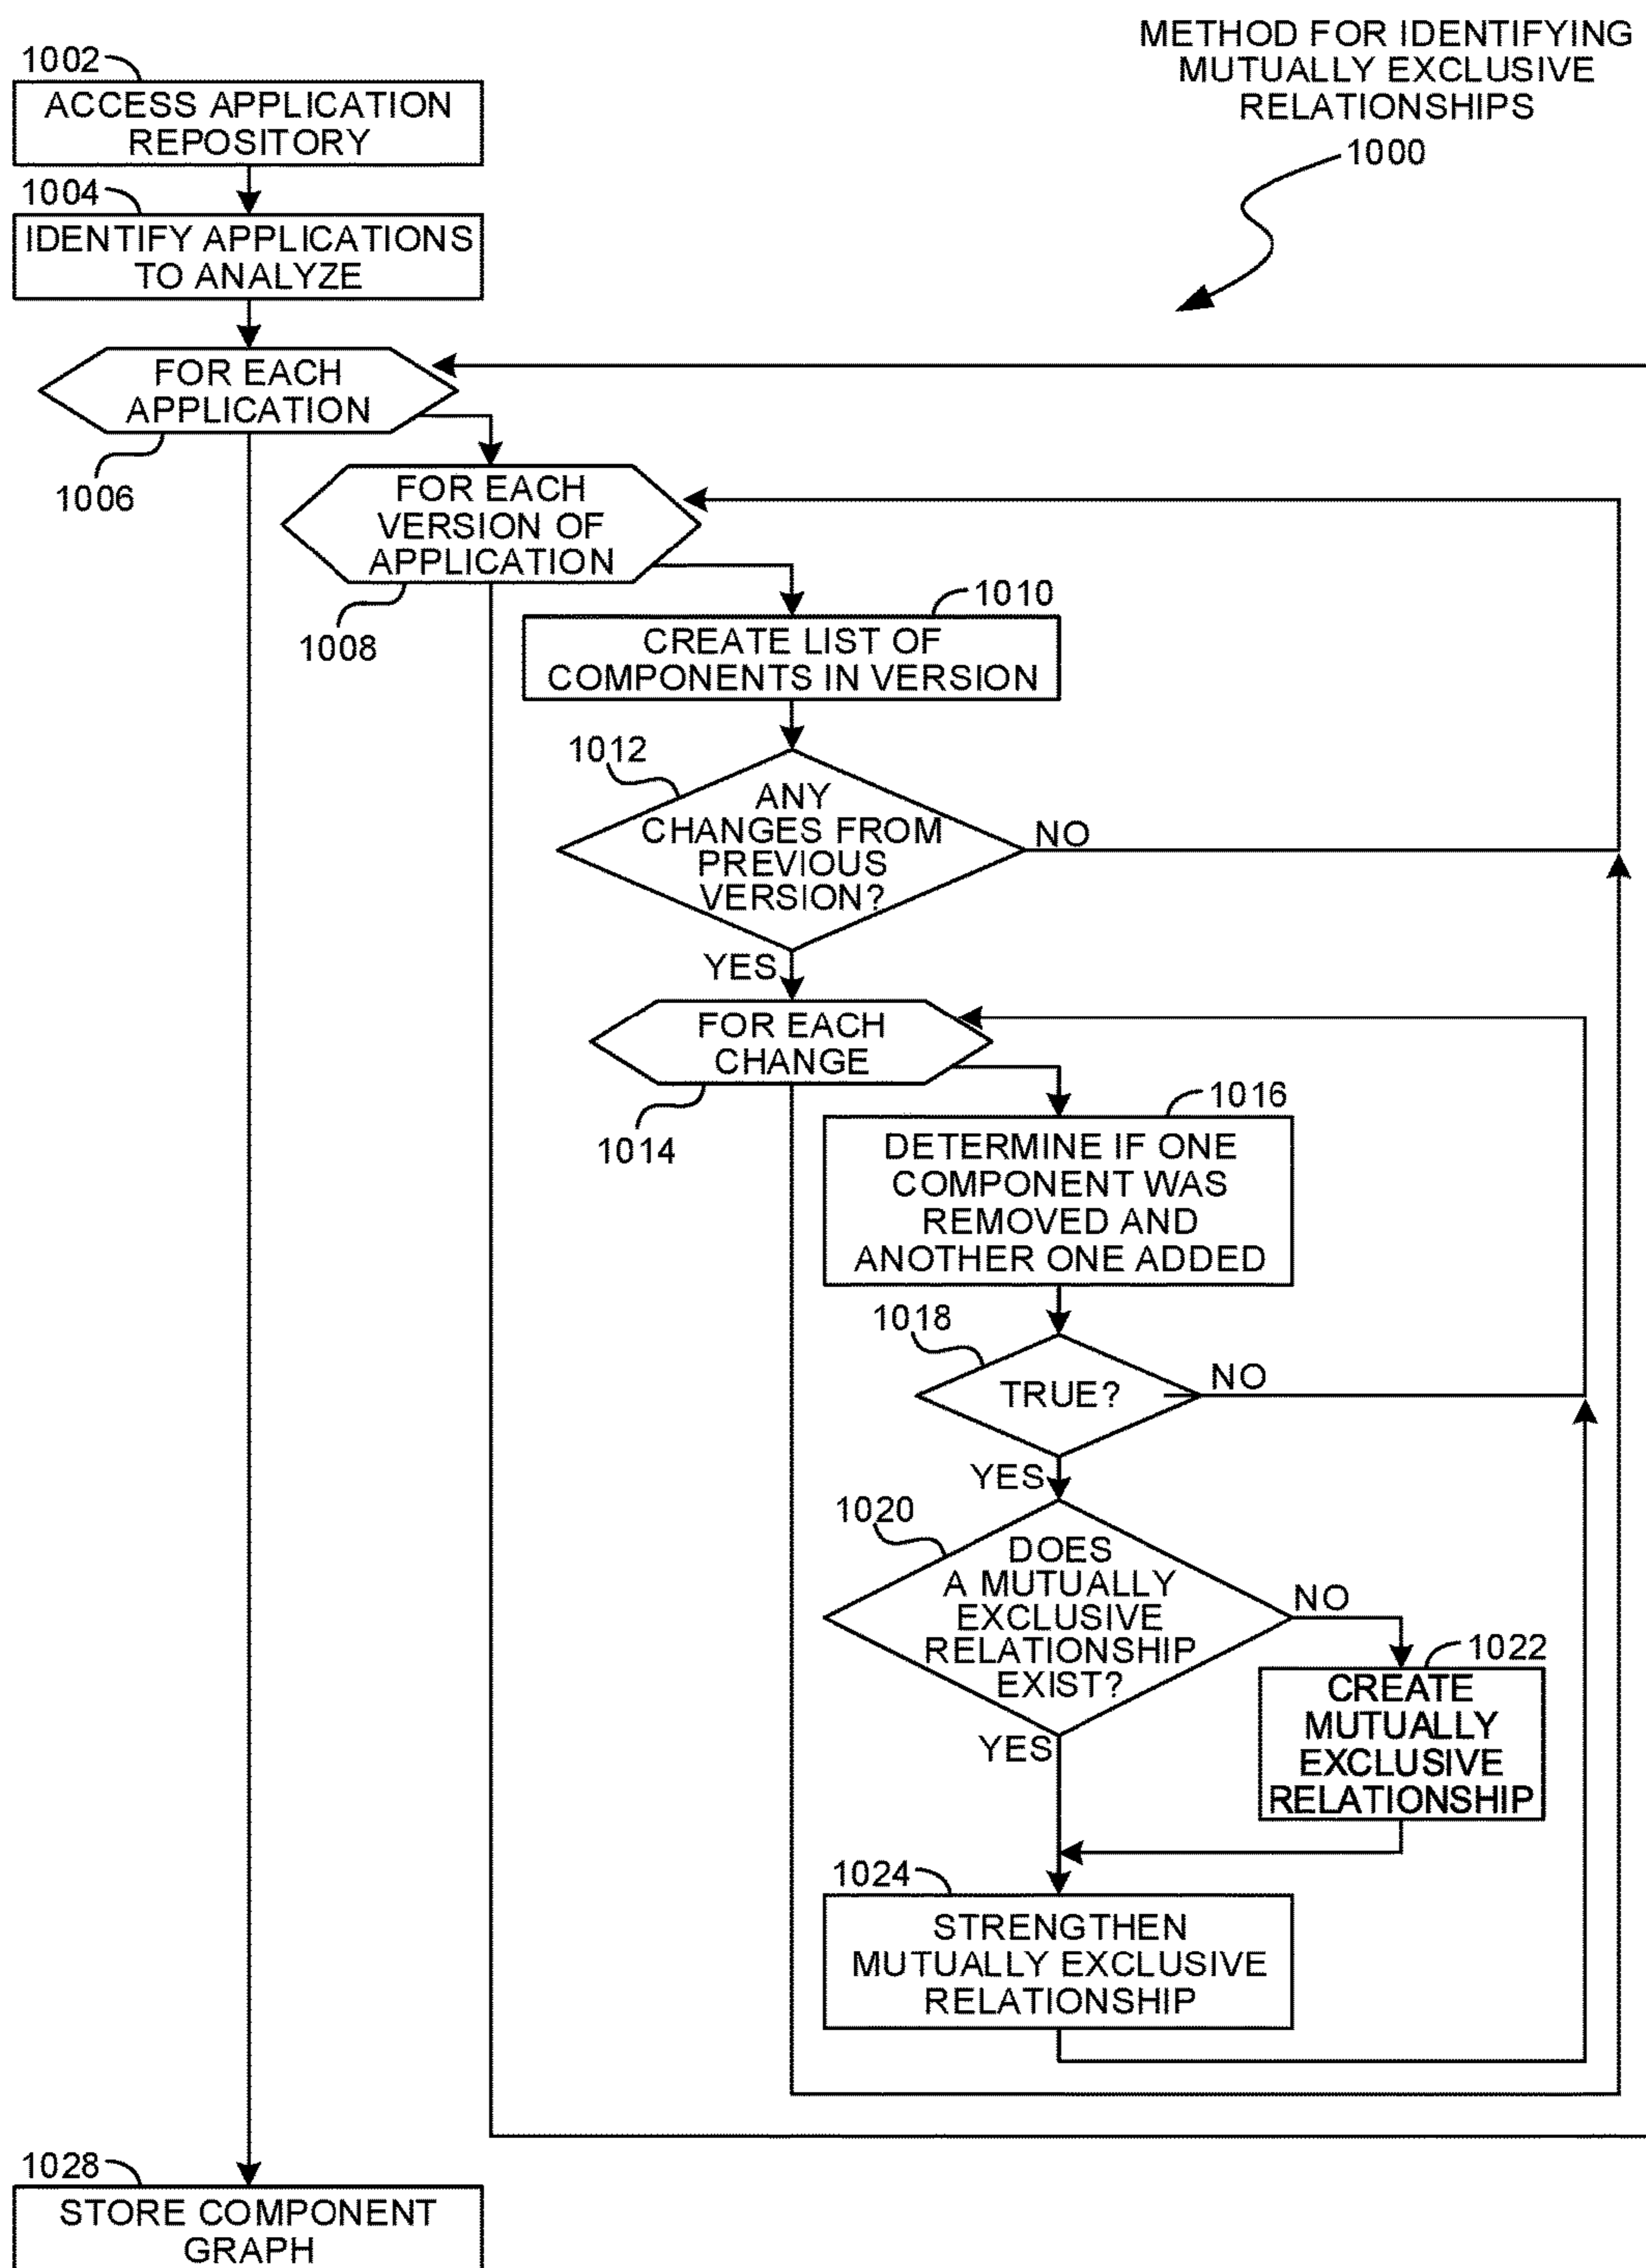 METHOD FOR IDENTIFYING
MUTUALLY EXCLUSIVE
RELATIONSHIPS
1000
1002
ACCESS APPLICATION
REPOSITORY
1004
IDENTIFY APPLICATIONS
TO ANALYZE
FOR EACH
APPLICATION
1006
FOR EACH
VERSION OF
APPLICATION
1008
1010
CREATE LIST OF
COMPONENTS IN VERSION
1012
ANY
CHANGES FROM
PREVIOUS
VERSION?
NO
YES
FOR EACH
CHANGE
1014
1016
DETERMINE IF ONE
COMPONENT WAS
REMOVED AND
ANOTHER ONE ADDED
1018
TRUE?
NO
YES
1020
DOES
A MUTUALLY
EXCLUSIVE
RELATIONSHIP
EXIST?
NO
YES
1022
CREATE
MUTUALLY
EXCLUSIVE
RELATIONSHIP
1024
STRENGTHEN
MUTUALLY EXCLUSIVE
RELATIONSHIP
1028
STORE COMPONENT
GRAPH